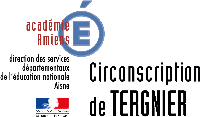 académie
Amiens
É
direction des services
départementaux
de l'éducation nationale
Aisne
Circonscription
de TERGNIER